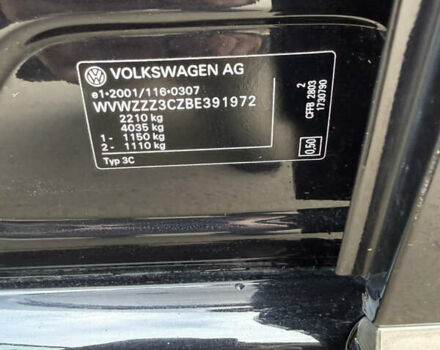 VOLKSWAGEN AG
e1*2001/116*0307
WVWZZZ3CZBE391972
2210 kg
4035 kg
1- 1150 kg
2- 1110 kg
Typ 3C
2
CFFB 2803
1730790
0,50